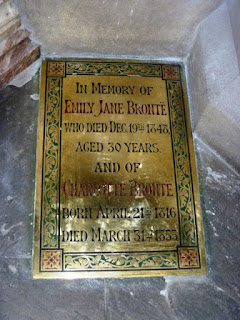 IN MEMORY OF
EMILY JANE BRONTË
WHO DIED DEC. 19TH 1848,
AGED 30 YEARS.
AND OF
CHARLOTTE BRONTË
BORN APRIL 21ST 1816
DIED MARCH 31ST 1855.